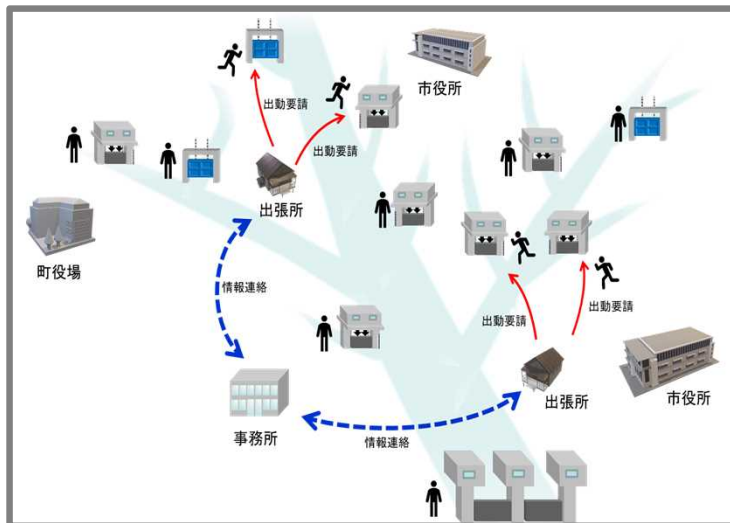 市役所
出動要請
出動要請
出張所
町役場
情報連絡
出動要請
出動要請
出張所
市役所
事務所
情報連絡